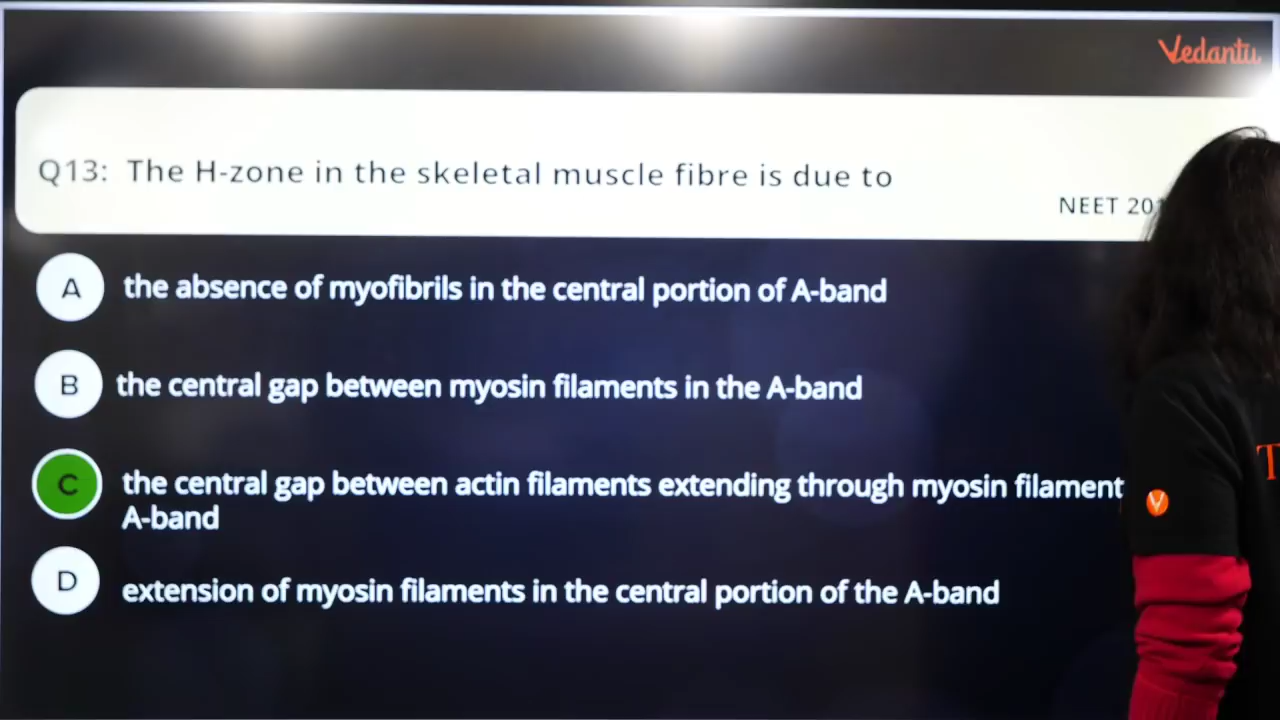 Vedantu
Q13: The H-zone in the skeletal muscle fibre is due to
NEET 201
A the absence of myofibrils in the central portion of A-band
B the central gap between myosin filaments in the A-band
C the central gap between actin filaments extending through myosin filament
A-band
D extension of myosin filaments in the central portion of the A-band